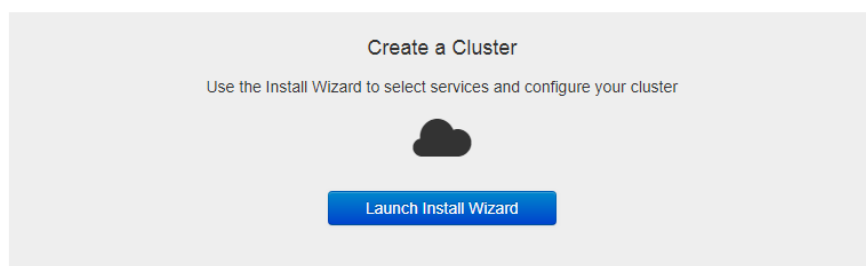 Create a Cluster
Use the Install Wizard to select services and configure your cluster
Launch Install Wizard